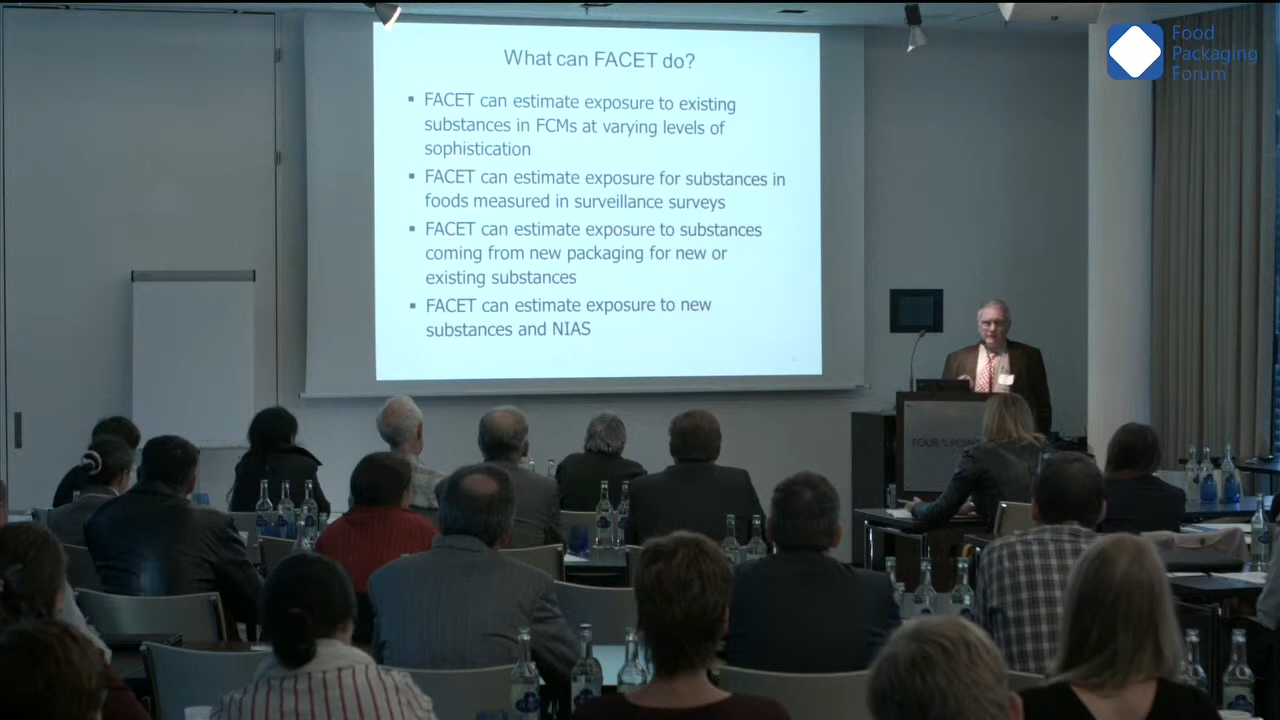 Food
Packaging
Forum
What can FACET do?
▪ FACET can estimate exposure to existing
substances in FCMs at varying levels of
sophistication
▪ FACET can estimate exposure for substances in
foods measured in surveillance surveys
▪ FACET can estimate exposure to substances
coming from new packaging for new or
existing substances
▪ FACET can estimate exposure to new
substances and NIAS
FOUR POINT